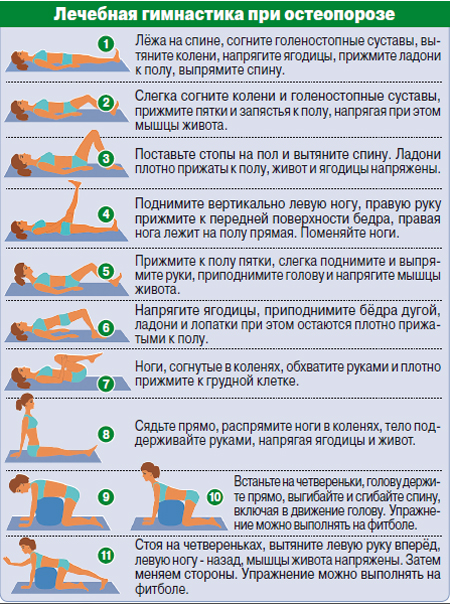 Лечебная гимнастика при остеопорозе
1
Лёжа на спине, согните голеностопные суставы, вы-
тяните колени, напрягите ягодицы, прижмите ладони
к полу, выпрямите спину.
2
Слегка согните колени и голеностопные суставы,
прижмите пятки и запястья к полу, напрягая при этом
мышцы живота.
3
Поставьте стопы на пол и вытяните спину. Ладони
плотно прижаты к полу, живот и ягодицы напряжены.
4
Поднимите вертикально левую ногу, правую руку
прижмите к передней поверхности бедра, правая
нога лежит на полу прямая. Поменяйте ноги.
5
Прижмите к полу пятки, слегка поднимите и выпря-
мите руки, приподнимите голову и напрягите мышцы
живота.
6
Напрягите ягодицы, приподнимите бёдра дугой,
ладони и лопатки при этом остаются плотно прижа-
тыми к полу.
7
Ноги, согнутые в коленях, обхватите руками и плотно
прижмите к грудной клетке.
8
Сядьте прямо, распрямите ноги в коленях, тело под-
держивайте руками, напрягая ягодицы и живот.
9
10
Встаньте на четвереньки, голову держи-
те прямо, выгибайте и сгибайте спину,
включая в движение голову. Упражне-
ние можно выполнять на фитболе.
11
Стоя на четвереньках, вытяните левую руку вперёд,
левую ногу - назад, мышцы живота напряжены. Затем
меняем стороны. Упражнение можно выполнять на
фитболе.